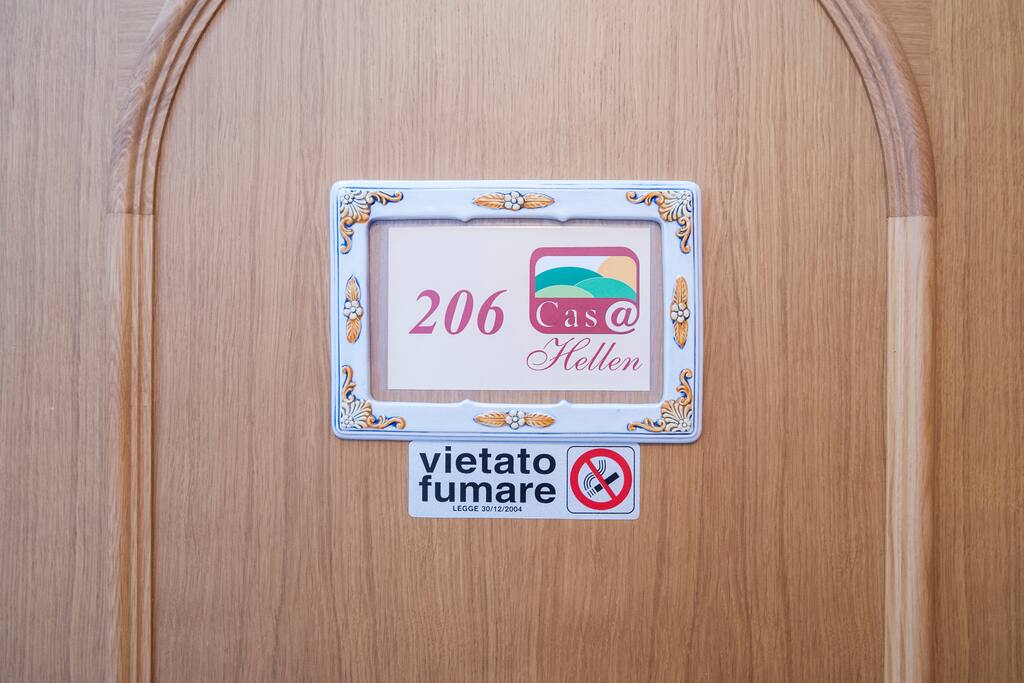 206
Cas@
Hellen
vietato
fumare
LEGGE 30/12/2004